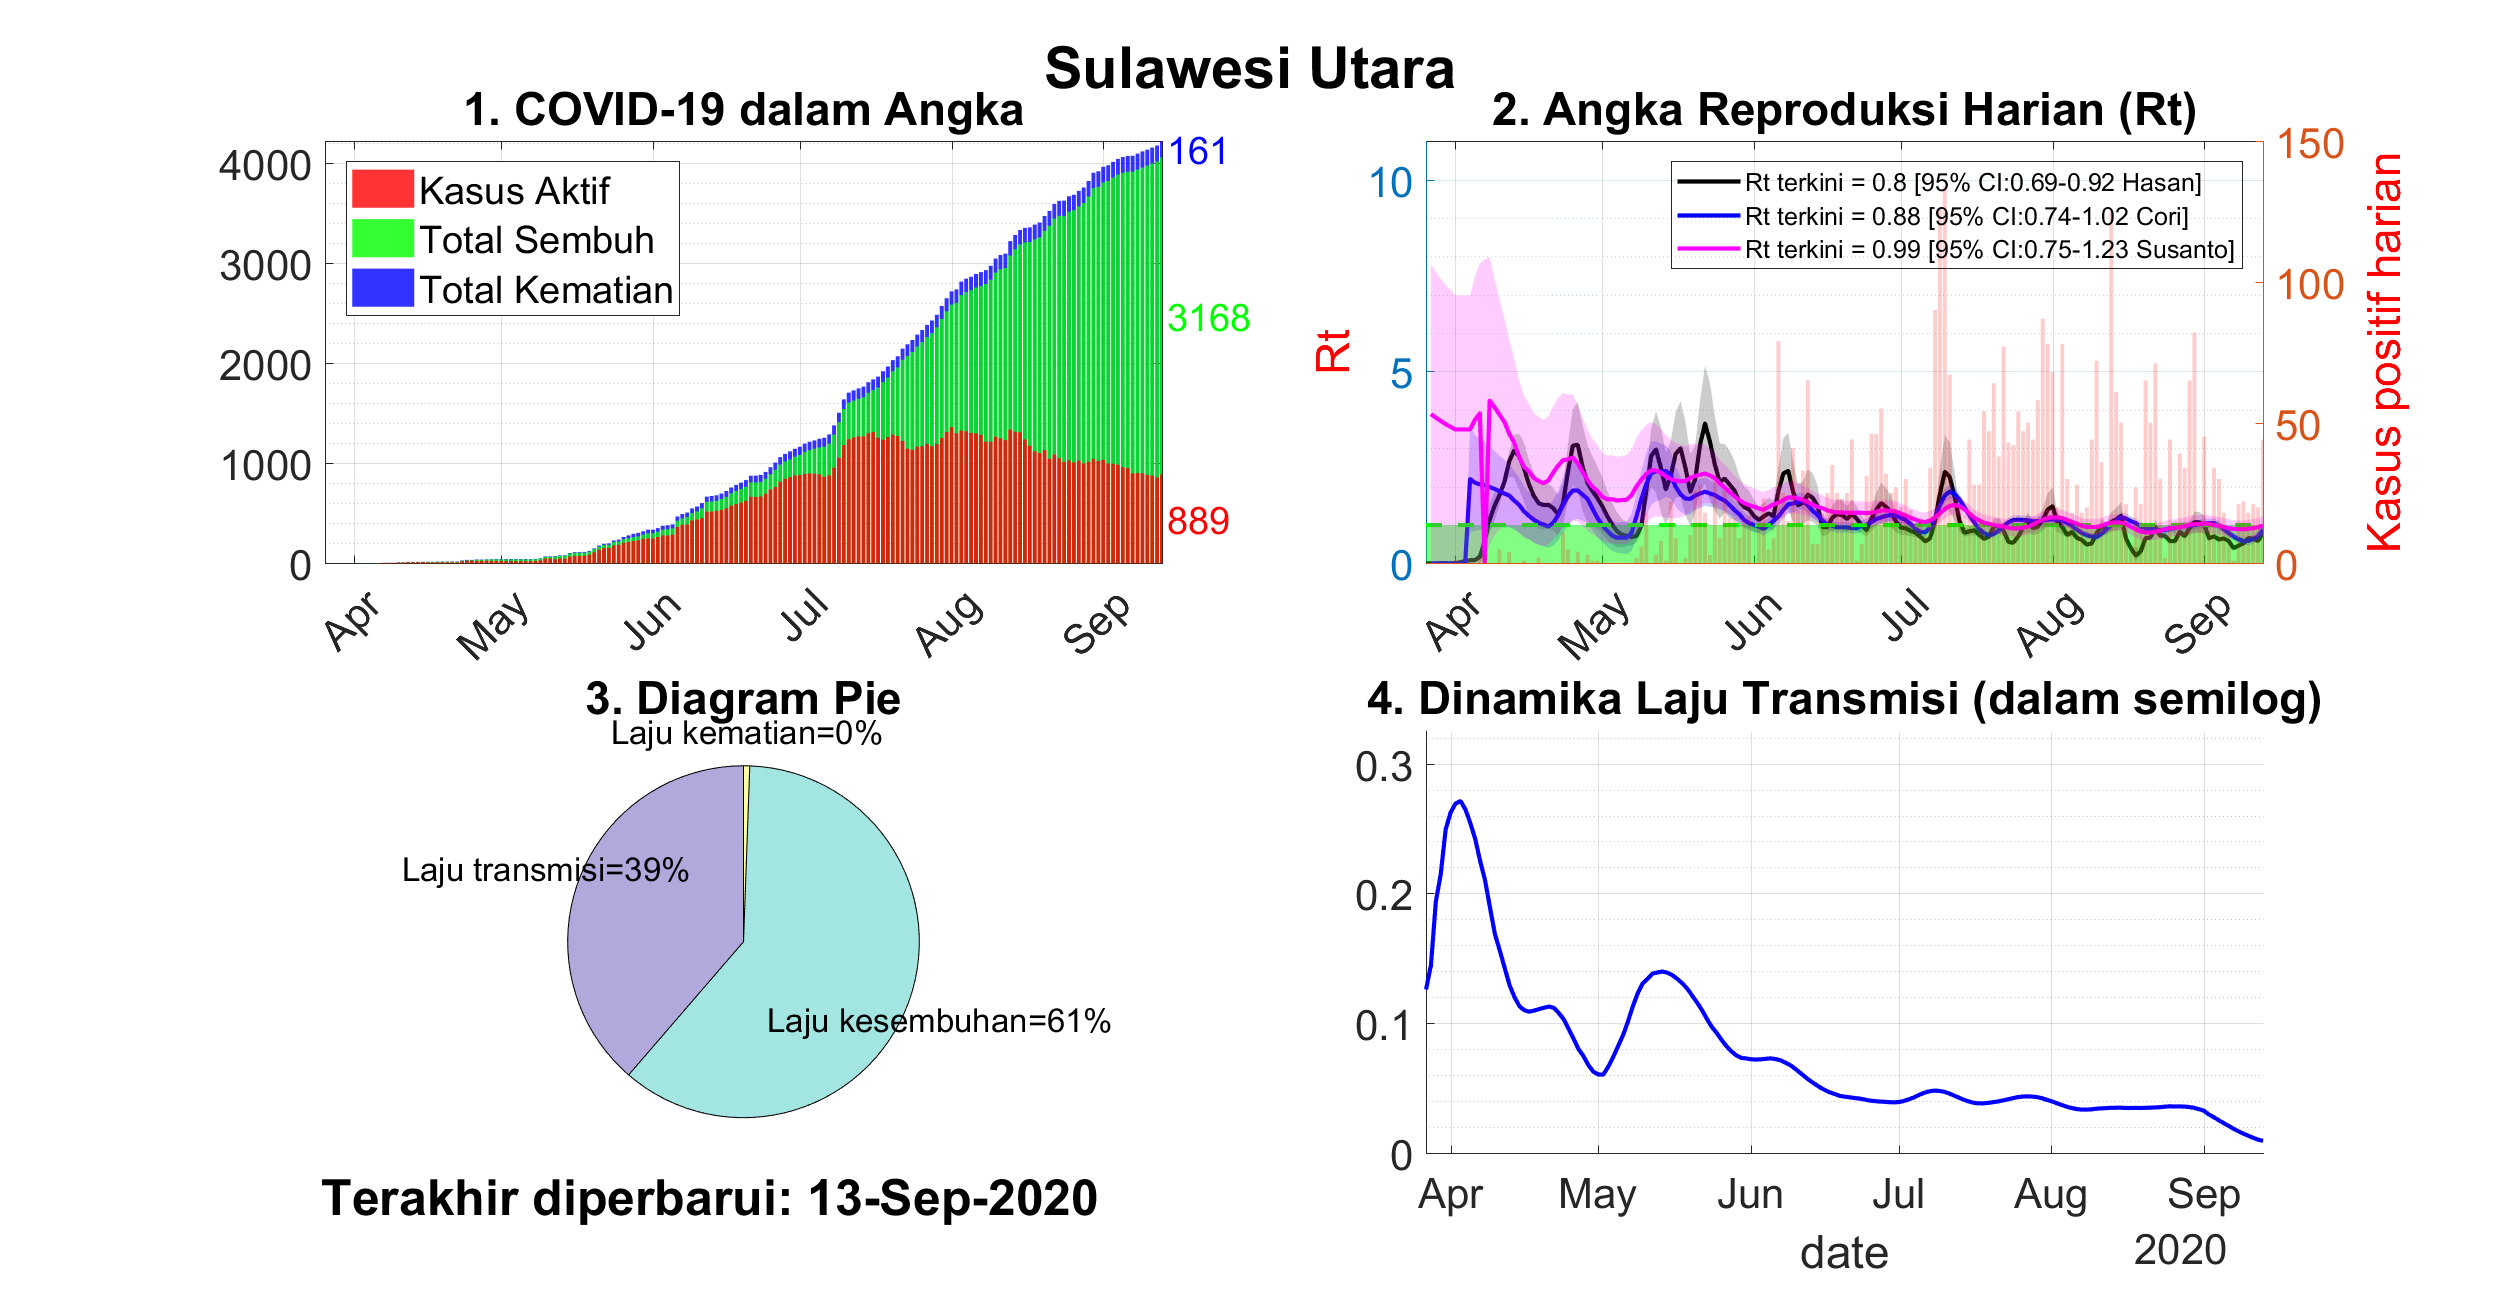 Sulawesi Utara
1. COVID-19 dalam Angka
4000
3000
2000
1000
0
Kasus Aktif
Total Sembuh
Total Kematian
161
3168
889
Apr
May
Jun
Jul
Aug
Sep
2. Angka Reproduksi Harian (Rt)
Rt
10
5
0
Rt terkini = 0.8 [95% CI:0.69-0.92 Hasan]
Rt terkini = 0.88 [95% CI:0.74-1.02 Cori]
Rt terkini = 0.99 [95% CI:0.75-1.23 Susanto]
150
100
50
0
Kasus positif harian
Apr
May
Jun
Jul
Aug
Sep
3. Diagram Pie
Laju kematian=0%
Laju transmisi=39%
Laju kesembuhan=61%
4. Dinamika Laju Transmisi (dalam semilog)
0.3
0.2
0.1
0
Apr
May
Jun
Jul
Aug
Sep
date
2020
Terakhir diperbarui: 13-Sep-2020